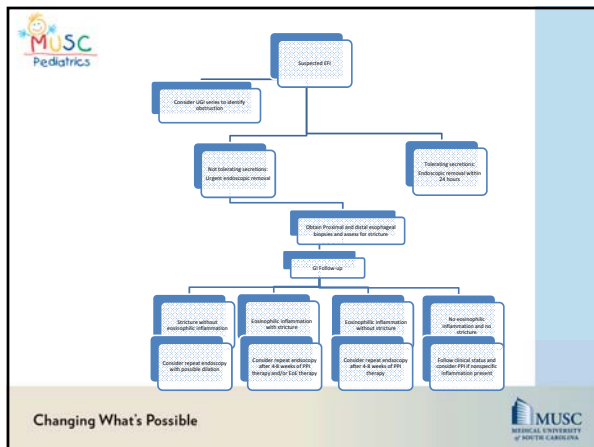 MUSC
Pediatrics
Suspected EFI
Consider UGI series to identify
obstruction
Not tolerating secretions:
Urgent endoscopic removal
Tolerating secretions:
Endoscopic removal within
24 hours
Obtain Proximal and distal esophageal
biopsies and assess for stricture
GI Follow-up
Stricture without
eosinophilic inflammation
Eosinophilic inflammation
with stricture
Eosinophilic inflammation
without stricture
No eosinophilic
inflammation and no
stricture
Consider repeat endoscopy
with possible dilation
Consider repeat endoscopy
after 4-8 weeks of PPI
therapy and/or EoE therapy
Consider repeat endoscopy
after 4-8 weeks of PPI
therapy
Follow clinical status and
consider PPI if nonspecific
inflammation present
Changing What's Possible
MUSC
MEDICAL UNIVERSITY
of SOUTH CAROLINA